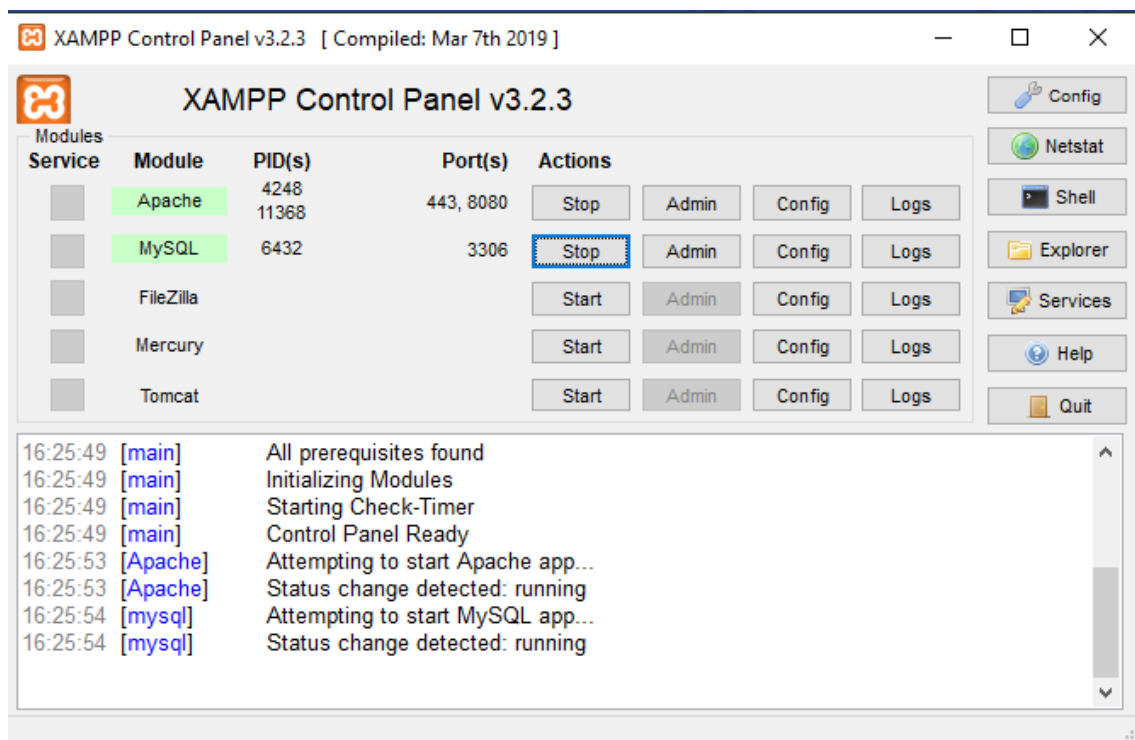 XAMPP Control Panel v3.2.3 [ Compiled: Mar 7th 2019 ]
XAMPP Control Panel v3.2.3
Config
Modules
Netstat
Service Module PID(s) Port(s) Actions
Apache 4248 11368 443, 8080 Stop Admin Config Logs
Shell
MySQL 6432 3306 Stop Admin Config Logs
Explorer
FileZilla Start Admin Config Logs
Services
Mercury Start Admin Config Logs
Help
Tomcat Start Admin Config Logs
Quit
16:25:49 [main] All prerequisites found
16:25:49 [main] Initializing Modules
16:25:49 [main] Starting Check-Timer
16:25:49 [main] Control Panel Ready
16:25:53 [Apache] Attempting to start Apache app...
16:25:53 [Apache] Status change detected: running
16:25:54 [mysql] Attempting to start MySQL app...
16:25:54 [mysql] Status change detected: running